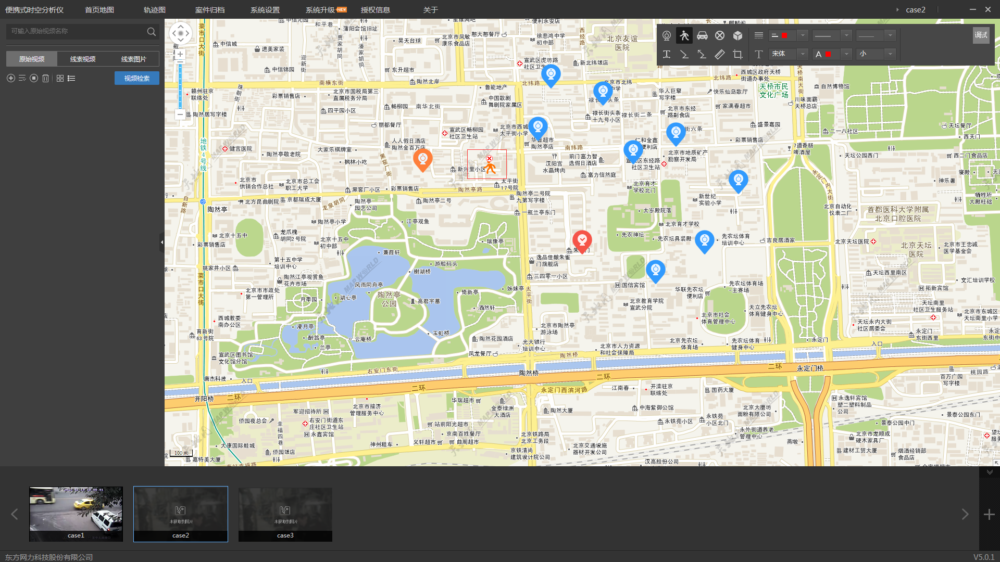 便携式时空分析仪
首页地图
轨迹图
案件归档
系统设置
系统升级 NEW
授权信息
关于
case2
可输入原始视频名称
原始视频
线索视频
线索图片
视频检索
调试
宋体
A
小
北京友谊
医院
中信城
速美家装
昊天台球
北京市凤敏
康乐食品店
憨大憨餐厅
徐悲鸿中学
初中部
蒲阳会馆旧址
和平巷
宣武区虎坊路
社区卫生站
新北纬饭店
中信锦园
东升超市
陶然北岸
南横东街
北纬路
鲁能地产
西城区政府天桥
街道办事处
天桥市民
文化广场
自然博物馆
赣州驻京
联络处
彩票销售店
北京市国税局第三
直属税务分局
中国歌剧
舞剧院家属区
华人巨擎
写字楼
快乐仙岛歌厅
川味面霸
天桥总店
陶然居写字楼
四平园小区
畅柳园
南华北街
禄长街头条
十九号小区
禄长街二条
北京市东经
路副食店
家满春超市
盛景嘉园
二一八社区
天坛餐厅
西天门
丽都餐厅
宣武区畅柳园
社区卫生站
北京市西城
太平街小学
地铁4号线
健宫医院
陶然亭敬老院
大家乐棋牌室
人人假日酒店
陶然金百万店
南纬路
彩票销售店
7道香肠
啤酒屋
天坛公园西门
西二门食品店
枫林小吃
新兴里小区
汉阳宫
水晶烤肉
前门富力智
选假日酒店
富力信然庭
北京市地质矿产
勘察开发局
北京市
供销合作总社
北京市总工会
职工大学
黑窑厂小区
彩票销售店
陶然亭路
太平街
17号院
北京育才
学校北门
神乐署
北方昆曲剧院
京都瑞成大厦
龙泉胡同
陶然亭
园艺公司
陶然亭二号
陶然亭二号院
九第写字楼
新世纪
实验小学
陶然亭
一瓶兰亭东门
太岁殿院落
北京自动化
仪表二厂
首都医科大学附属
北京口腔医院
陶然亭小学
江亭观鱼
北京育才学校
北京十五中
彩票销售店
龙爪槐
胡同2号院
北京十五中
初中部
瑞像亭
先农神坛
先农坛具装殿
先农坛体育
培训中心
吉良居酒家
北京天坛医院
北京天坛
医院
北京市王忠诚
医学基金会
兼葭轩
第十五中学
培训中心
游船码头
逸品佳酿朱雀
门旗舰店
姚家井小区
陶然江亭观赏鱼
花卉市场
榭湖桥
三四零一小区
天坛西里南区
风雨同舟亭
国信宾馆
华联先农坛
便利店
先农坛体育场
-主赛场
拓新宾馆
文汇培训学校
北京市市政处
第一管理所
月季园
湖心亭
陶然亭
公园
高君宇墓
倚新亭
姊妹亭
北京教育学院
宣武分院
天坛南里
社区卫生服务站
酒然轩
天立先农坛
体育健身中心
北京市社会
体育管理中心
西城教委
南办公区
浸月亭
玉虹桥
北京市陶然亭
游泳场
天坛永内大街
社区居委会
育新街
63号院
醉翁亭
云庵桥
陶然花园酒店
兰亭
光大银行
培训中心
北京市人力资源
和社会保障局
北京先农坛
体育场
先农坛体育
健身中心
永定门
永定门
东街西里
入口
宣武区图书馆
文化馆分馆
凤龙餐厅
陶然桥
右安门东街
唐杰科技
入口
陶然桥
二环
二环
永定门桥
百万广园
写字楼
桃园路
开阳桥
二环
二环
永定门西滨河路
江南春
开滦驻京
联络处
国药大厦
华瑞超市
金泰绿洲
大酒店
陶然大厦
中海紫御公馆
北京大磨坊
面粉有限公司
永逸轩宾馆
塑二塑料制品
公司
北京市接济
管理服务中心
军迎招待所
侨园夜总会
右安门街道东
庄社区卫生站
永鑫宾馆
站前阳光超市
京南百姓餐厅
永铁苑小区
永铁苑
小区北门
景泰公园东门
景泰公园中门
义轩超市
曲周超市
北京铁路局
北京工务段
永外街道养老
管理中心
北京市龙顺成
硬木家具厂
燕墩
大康国际鞋城
侨园饭店
神州租车
京铁清尚
建筑设计院公司
北京交通设施
器材开发公司
汉高股份公司
建材工贸大厦
烟酒经销部
食品店
嘉特美大厦
100 米
2012-01-19 10:00:01
未获取到图片
未获取到图片
case1
case2
case3
东方网力科技股份有限公司
V5.0.1